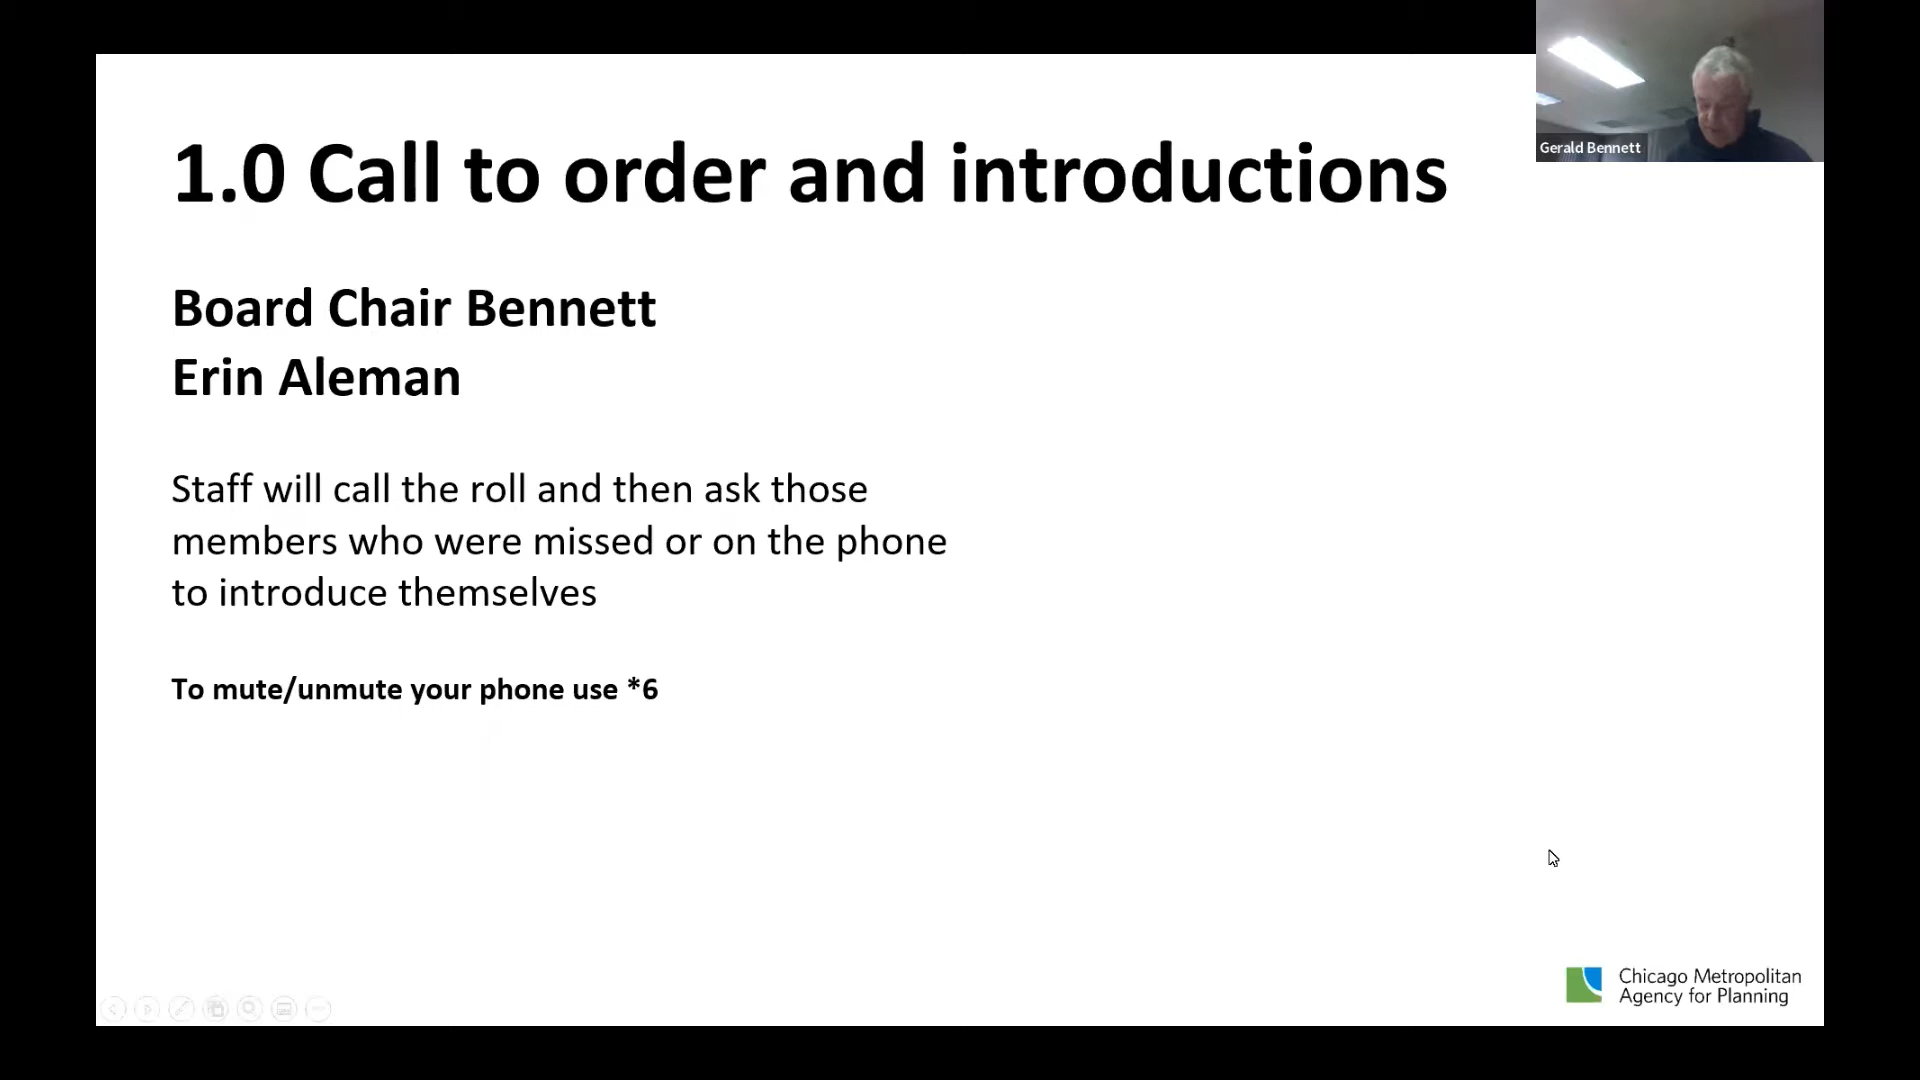 1.0 Call to order and introductions
Gerald Bennett
Board Chair Bennett
Erin Aleman
Staff will call the roll and then ask those
members who were missed or on the phone
to introduce themselves
To mute/unmute your phone use *6
Chicago Metropolitan
Agency for Planning